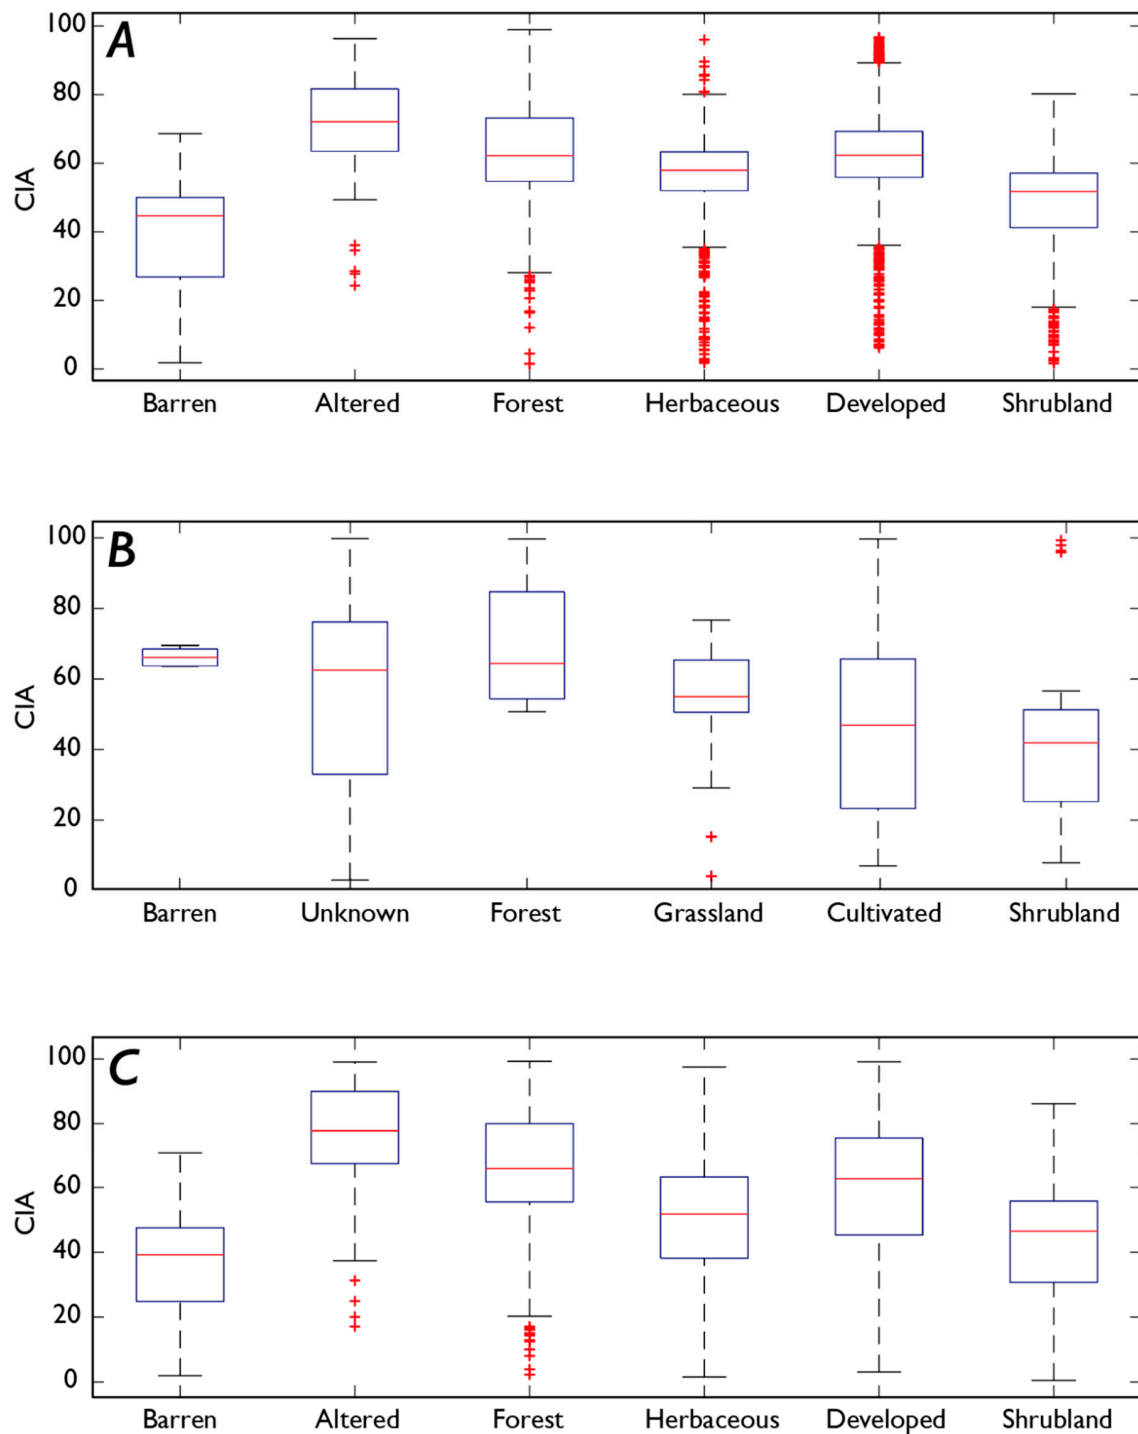 A
100
80
60
40
20
0
CIA
Barren Altered Forest Herbaceous Developed Shrubland
B
100
80
60
40
20
0
CIA
Barren Unknown Forest Grassland Cultivated Shrubland
C
100
80
60
40
20
0
CIA
Barren Altered Forest Herbaceous Developed Shrubland